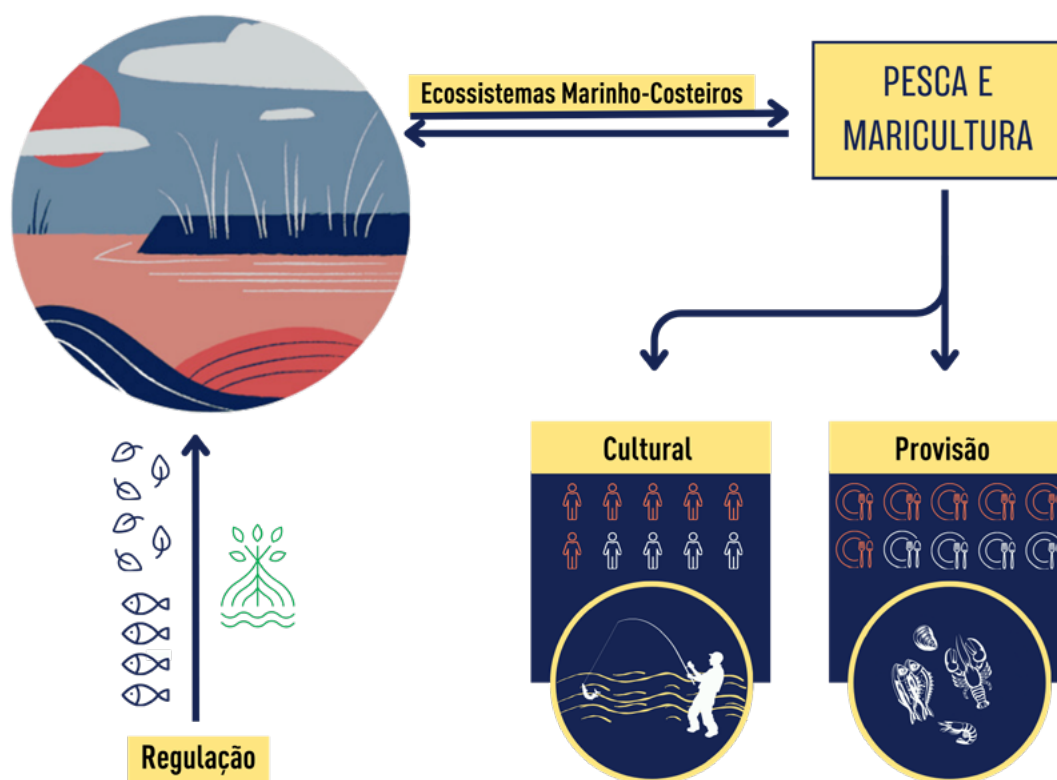 Ecossistemas Marinho-Costeiros
PESCA E
MARICULTURA
Cultural
Provisão
Regulação